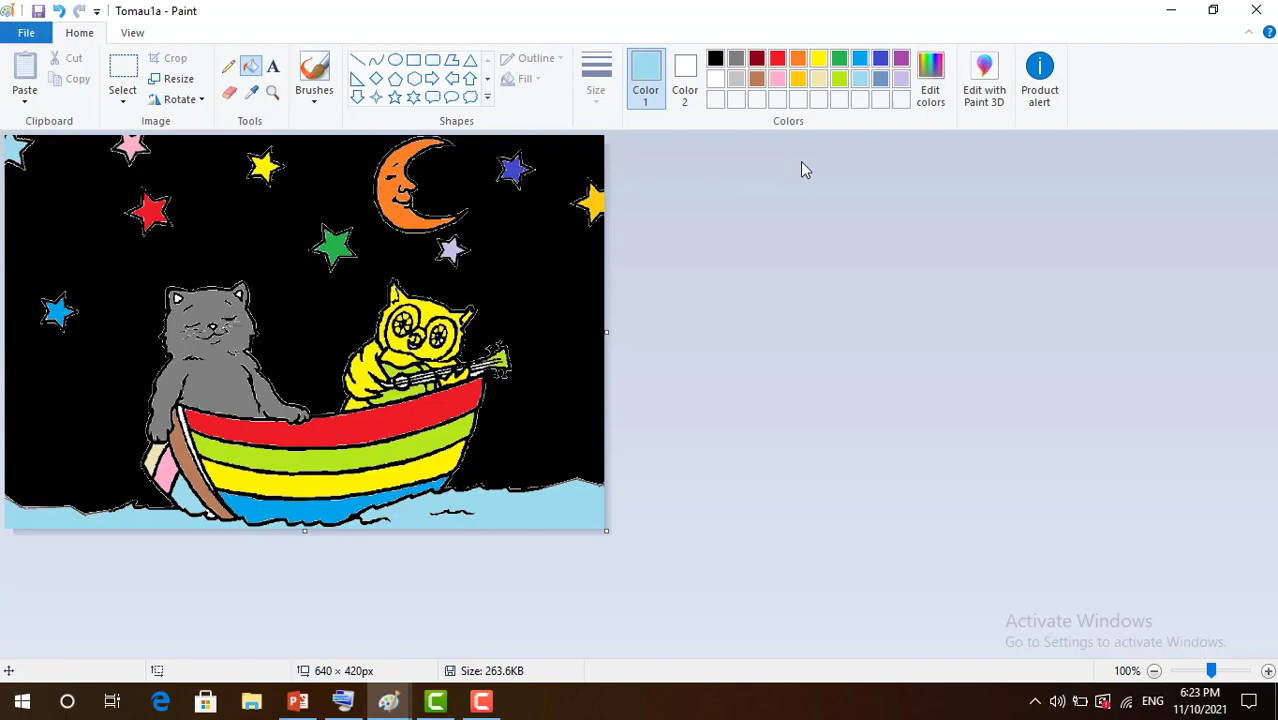 Tomau1a - Paint
File
Home
View
Paste
Cut
Copy
Clipboard
Select
Crop
Resize
Rotate
Image
A
Tools
Brushes
Outline
Fill
Shapes
Size
Color 1
Color 2
Edit colors
Colors
Edit with Paint 3D
Product alert
Activate Windows
Go to Settings to activate Windows.
640 × 420px
Size: 263.6KB
100%
ENG
6:23 PM
11/10/2021